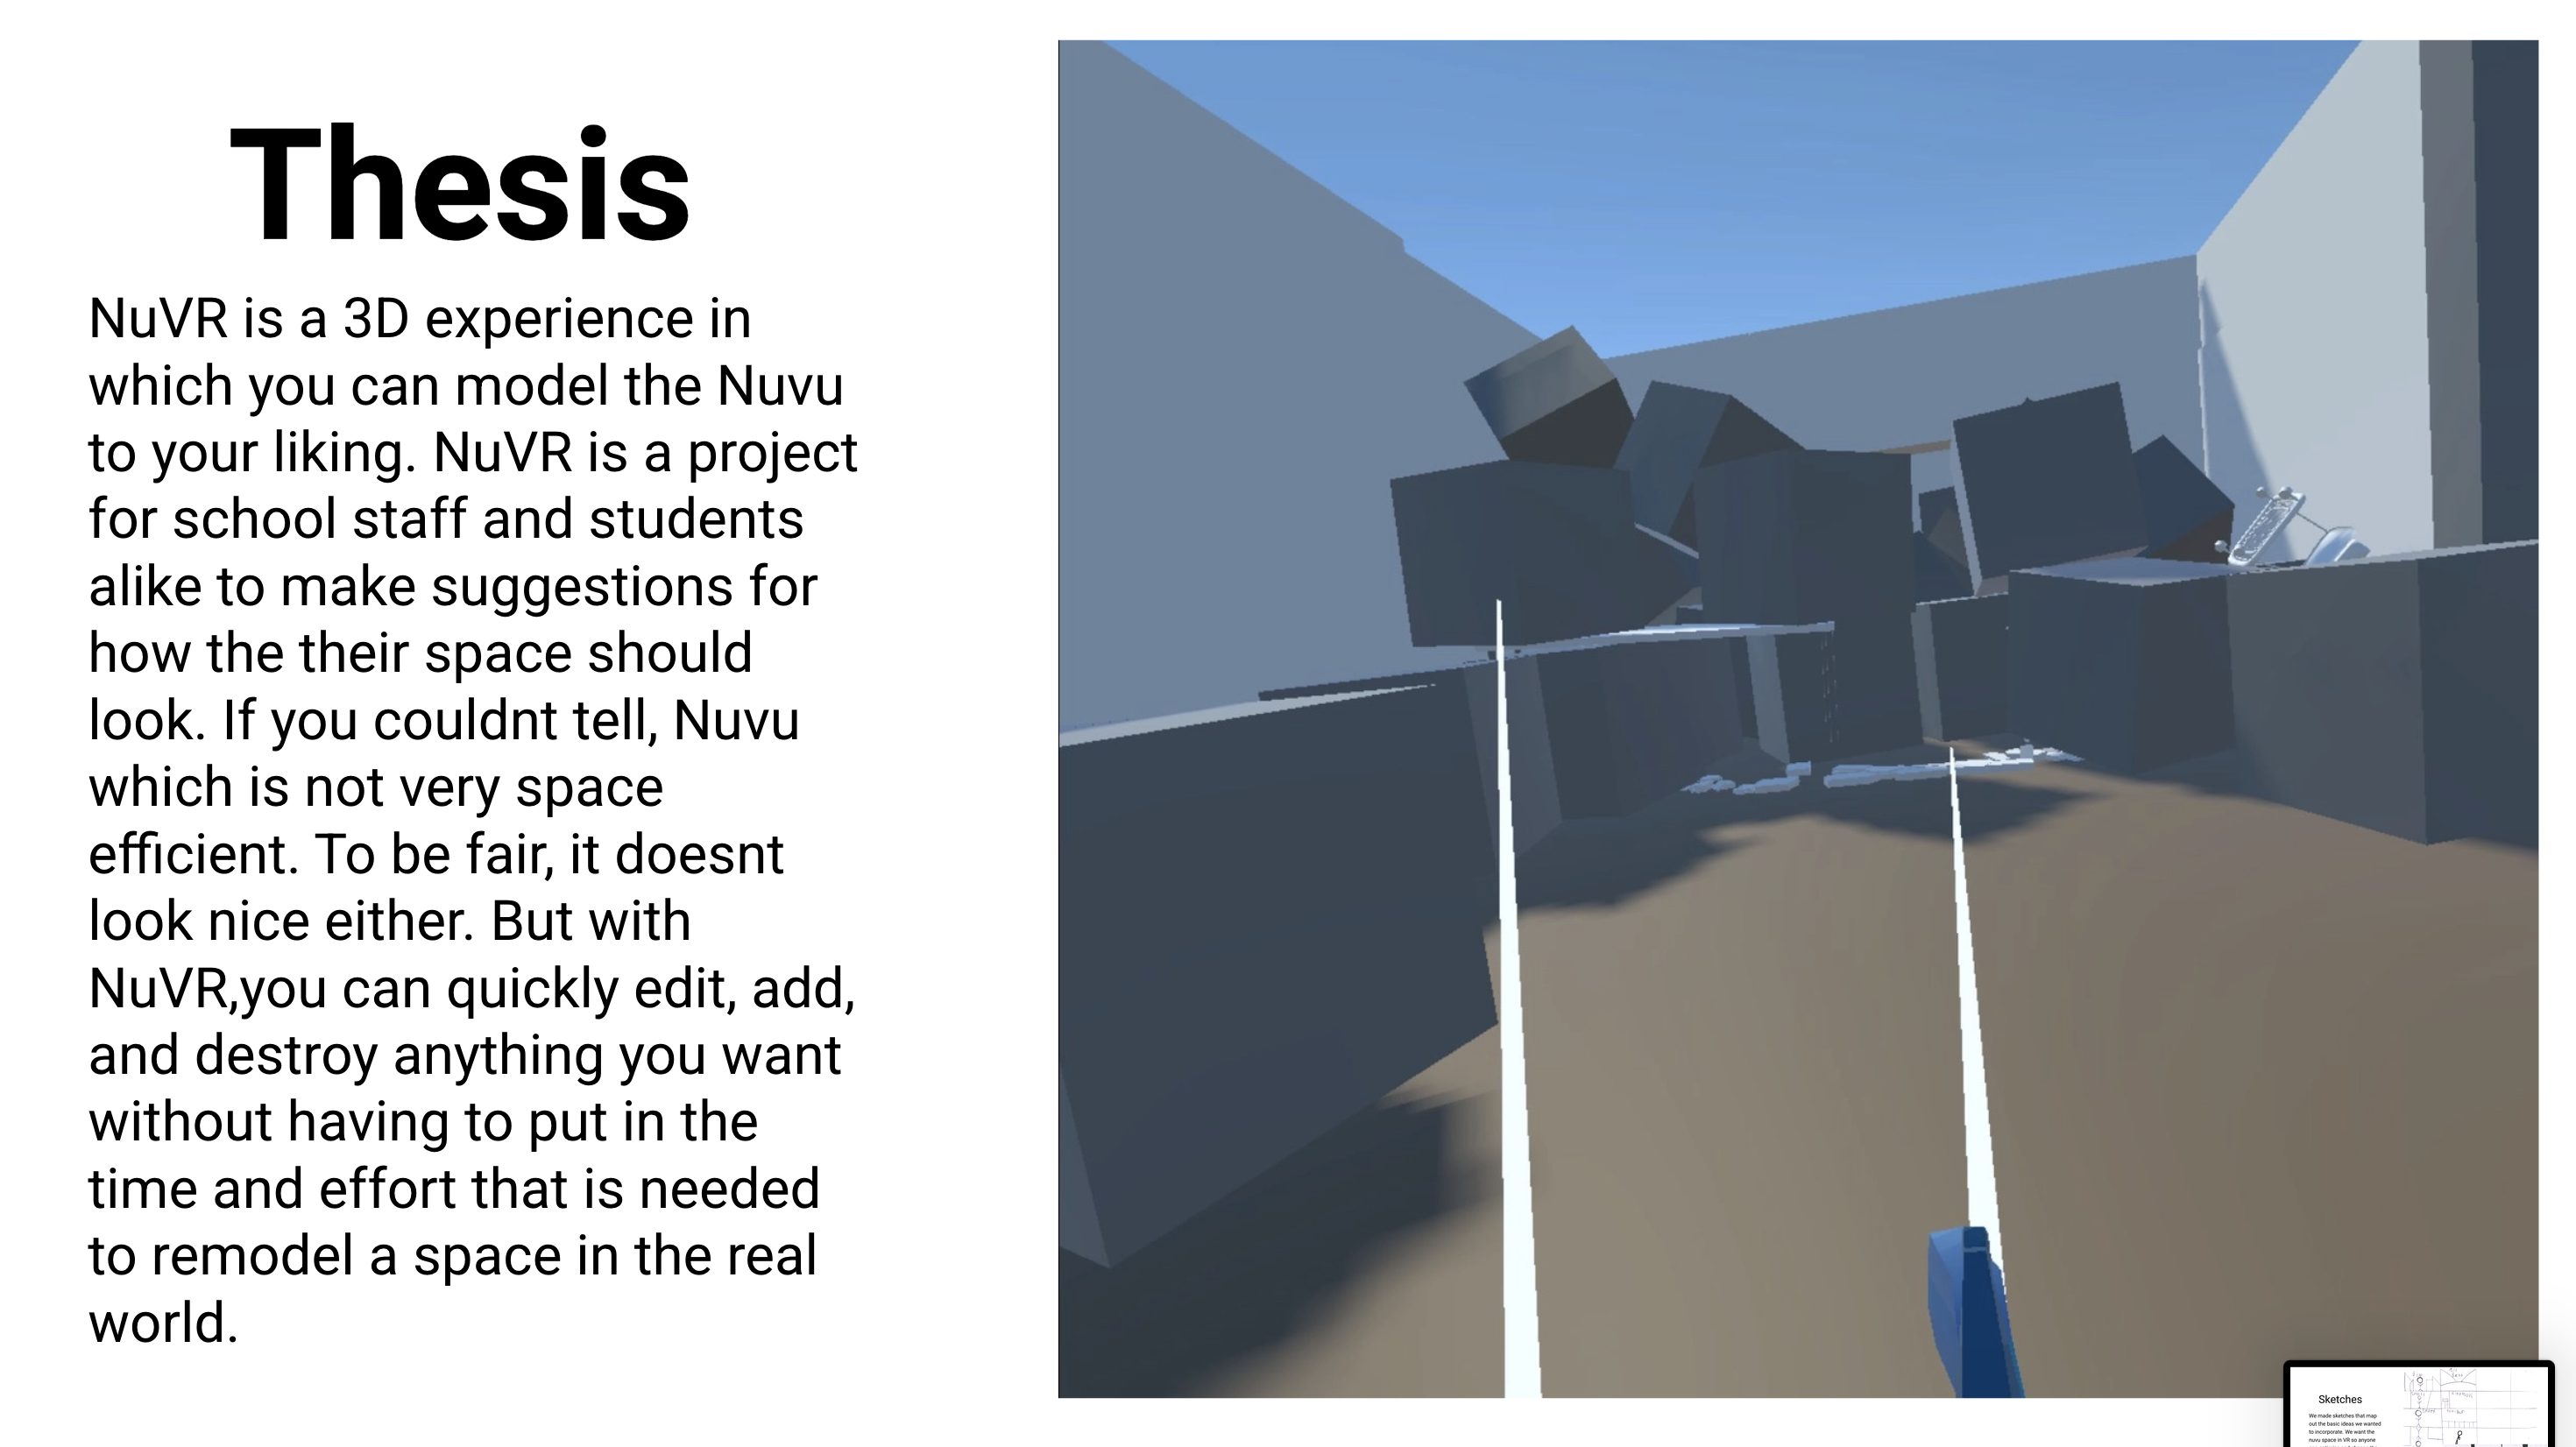 Thesis
NuVR is a 3D experience in
which you can model the Nuvu
to your liking. NuVR is a project
for school staff and students
alike to make suggestions for
how the their space should
look. If you couldnt tell, Nuvu
which is not very space
efficient. To be fair, it doesnt
look nice either. But with
NuVR,you can quickly edit, add,
and destroy anything you want
without having to put in the
time and effort that is needed
to remodel a space in the real
world.
Sketches
We made sketches that map
out the basic ideas we wanted
to incorporate. We want the
nuvu space in VR so anyone